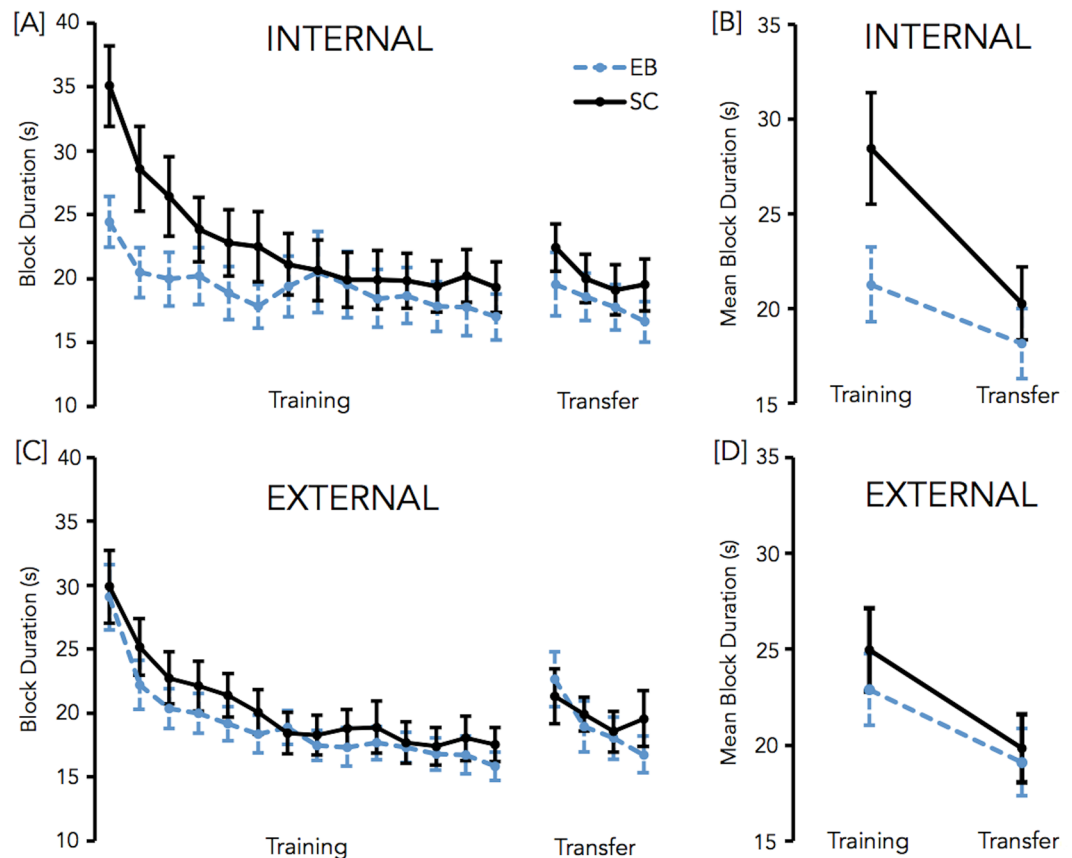 [A]
INTERNAL
EB
SC
Block Duration (s)
40
35
30
25
20
15
10
Training
Transfer
[B]
INTERNAL
Mean Block Duration (s)
35
30
25
20
15
Training
Transfer
[C]
EXTERNAL
Block Duration (s)
40
35
30
25
20
15
10
Training
Transfer
[D]
EXTERNAL
Mean Block Duration (s)
35
30
25
20
15
Training
Transfer